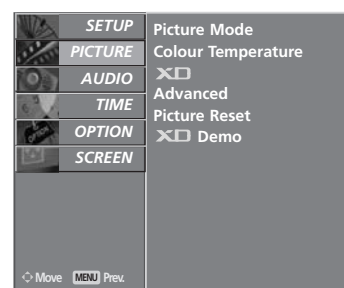 SETUP
PICTURE
AUDIO
TIME
OPTION
SCREEN
Move MENU Prev.
Picture Mode
Colour Temperature
XD
Advanced
Picture Reset
XD Demo